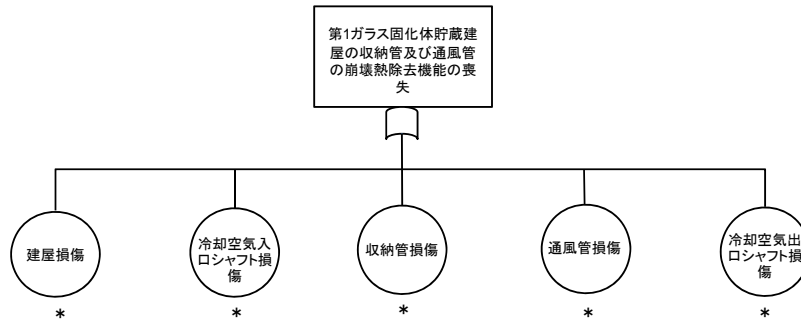 第1ガラス固化体貯蔵建
屋の収納管及び通風管
の崩壊熱除去機能の喪
失
建屋損傷
冷却空気入
口シャフト損
傷
収納管損傷
通風管損傷
冷却空気出
口シャフト損
傷
* * * * *